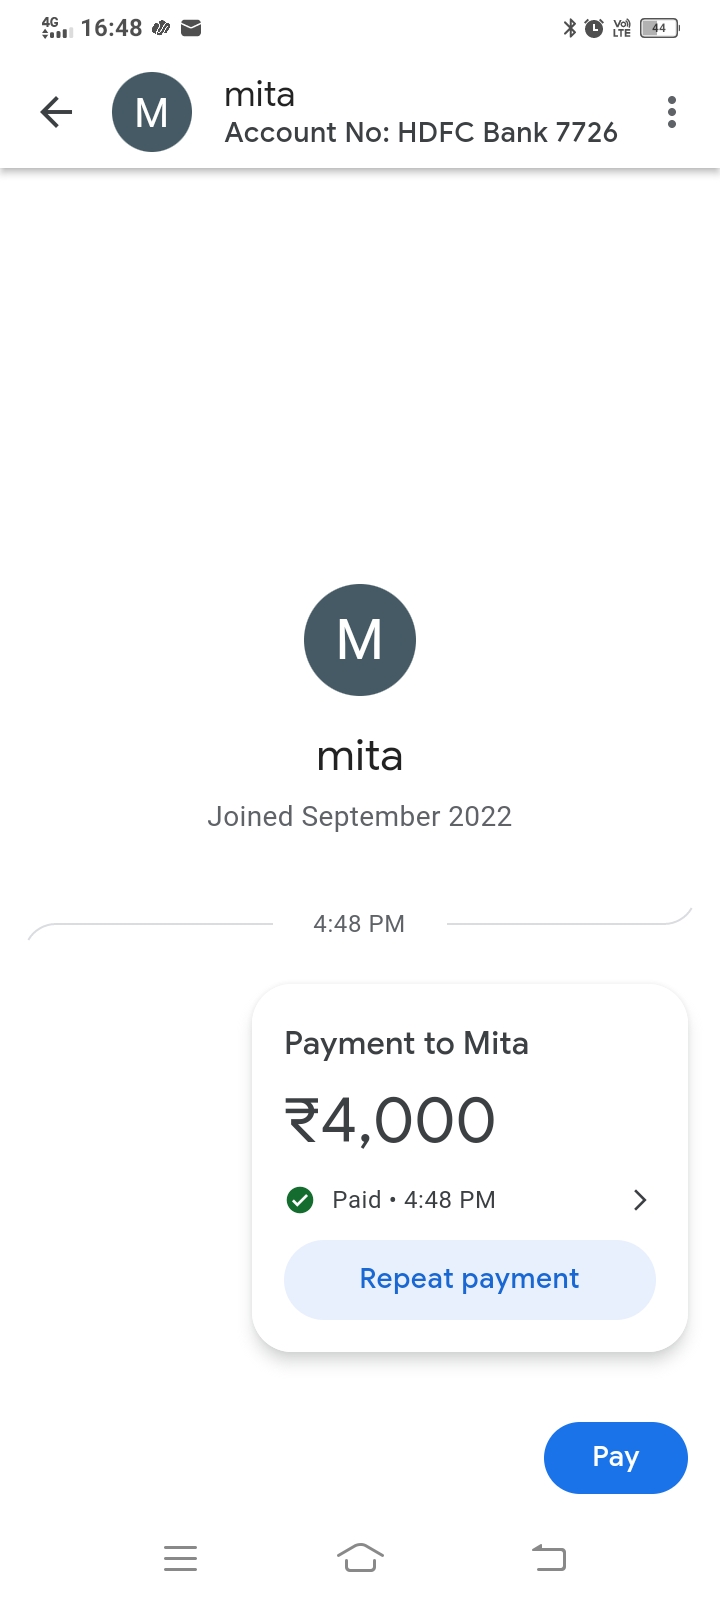 4G 16:48 Vo) LTE 44
mita
M
Account No: HDFC Bank 7726
M
mita
Joined September 2022
4:48 PM
Payment to Mita
₹4,000
Paid • 4:48 PM
Repeat payment
Pay